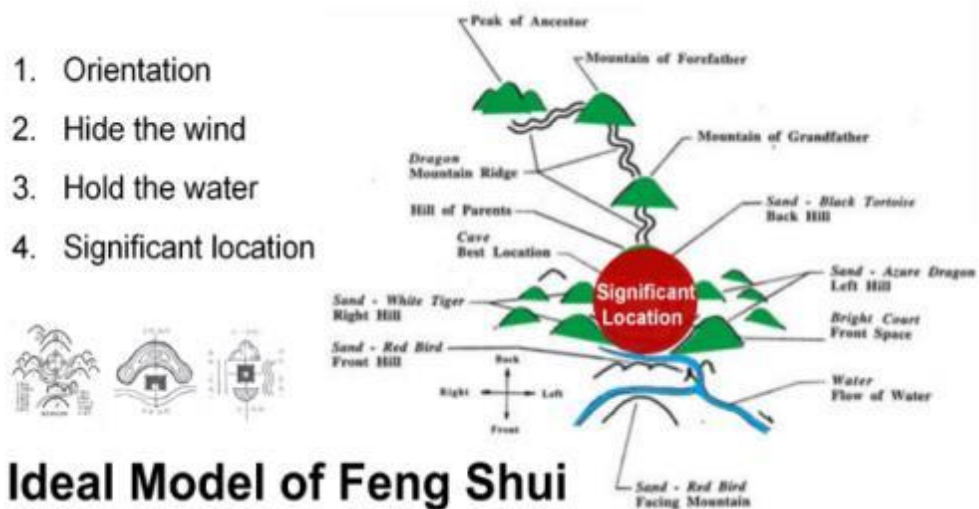 1. Orientation
2. Hide the wind
3. Hold the water
4. Significant location
Peak of Ancestor
Mountain of Forefather
Mountain of Grandfather
Dragon
Mountain Ridge
Hill of Parents
Sand - Black Tortoise
Back Hill
Cave
Best Location
Significant
Location
Sand - Azure Dragon
Left Hill
Sand - White Tiger
Right Hill
Bright Court
Front Space
Sand - Red Bird
Front Hill
Back
Right
Left
Front
Water
Flow of Water
Sand - Red Bird
Facing Mountain
Ideal Model of Feng Shui